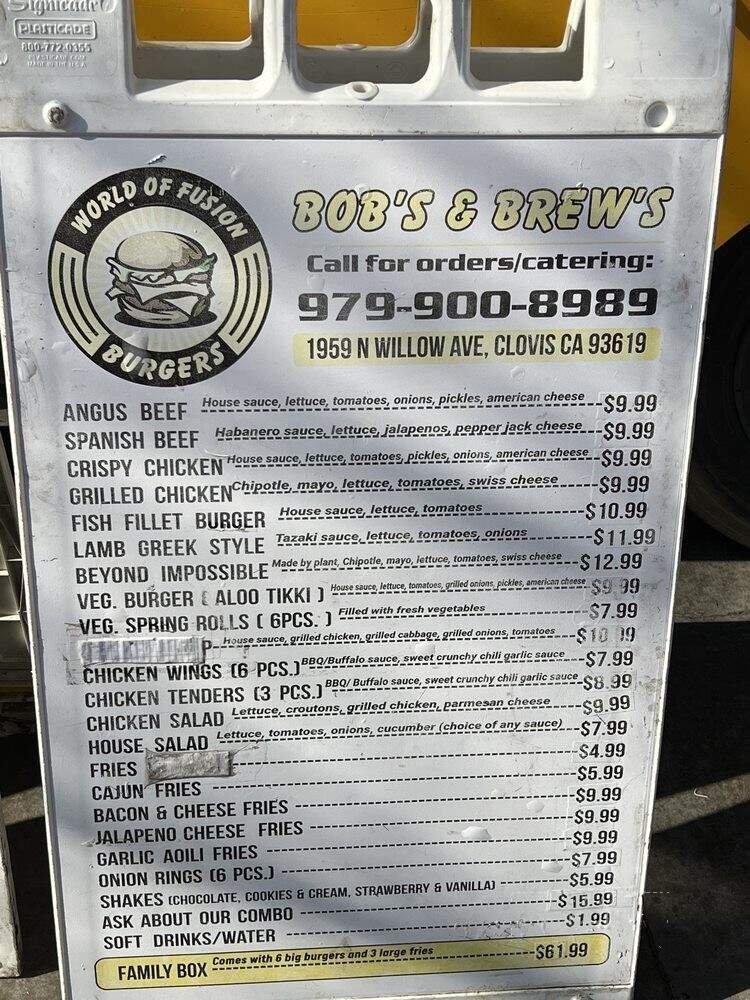 Signicade
PLASTICADE
800-772-0355
PLASTICADE.COM
MADE IN THE U.S.A
WORLD OF FUSION
BURGERS
BOB'S & BREW'S
Call for orders/catering:
979-900-8989
1959 N WILLOW AVE, CLOVIS CA 93619
ANGUS BEEF House sauce, lettuce, tomatoes, onions, pickles, american cheese $9.99
SPANISH BEEF Habanero sauce, lettuce, jalapenos, pepper jack cheese $9.99
CRISPY CHICKEN House sauce, lettuce, tomatoes, pickles, onions, american cheese $9.99
GRILLED CHICKEN Chipotle, mayo, lettuce, tomatoes, swiss cheese $9.99
FISH FILLET BURGER House sauce, lettuce, tomatoes $10.99
LAMB GREEK STYLE Tazaki sauce, lettuce, tomatoes, onions $11.99
BEYOND IMPOSSIBLE Made by plant, Chipotle, mayo, lettuce, tomatoes, swiss cheese $12.99
VEG. BURGER ( ALOO TIKKI ) House sauce, lettuce, tomatoes, grilled onions, pickles, american cheese $9.99
VEG. SPRING ROLLS ( 6PCS. ) Filled with fresh vegetables $7.99
P House sauce, grilled chicken, grilled cabbage, grilled onions, tomatoes $10.99
CHICKEN WINGS (6 PCS.) BBQ/Buffalo sauce, sweet crunchy chili garlic sauce $7.99
CHICKEN TENDERS (3 PCS.) BBQ/ Buffalo sauce, sweet crunchy chili garlic sauce $8.99
CHICKEN SALAD Lettuce, croutons, grilled chicken, parmesan cheese $9.99
HOUSE SALAD Lettuce, tomatoes, onions, cucumber (choice of any sauce) $7.99
FRIES $4.99
CAJUN FRIES $5.99
BACON & CHEESE FRIES $9.99
JALAPENO CHEESE FRIES $9.99
GARLIC AOILI FRIES $9.99
ONION RINGS (6 PCS.) $7.99
SHAKES (CHOCOLATE, COOKIES & CREAM, STRAWBERRY & VANILLA) $5.99
ASK ABOUT OUR COMBO $15.99
SOFT DRINKS/WATER $1.99
FAMILY BOX Comes with 6 big burgers and 3 large fries $61.99